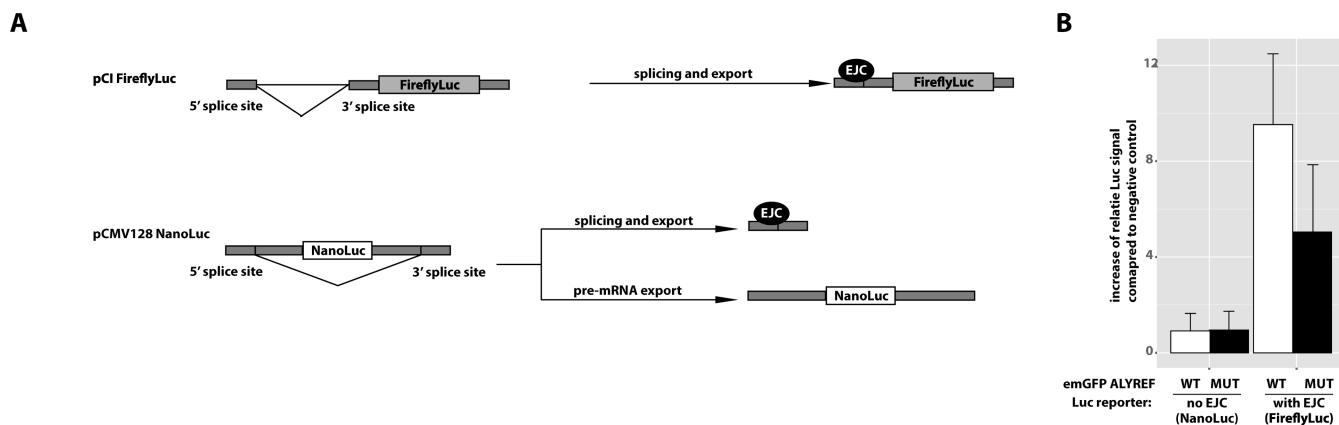 A
B
pCI FireflyLuc
FireflyLuc
5’ splice site
3’ splice site
splicing and export
EJC
FireflyLuc
pCMV128 NanoLuc
NanoLuc
5’ splice site
3’ splice site
splicing and export
EJC
pre-mRNA export
NanoLuc
increase of relatie Luc signal
comapred to negative control
12
8
4
0
emGFP ALYREF WT MUT WT MUT
Luc reporter: no EJC with EJC
(NanoLuc) (FireflyLuc)